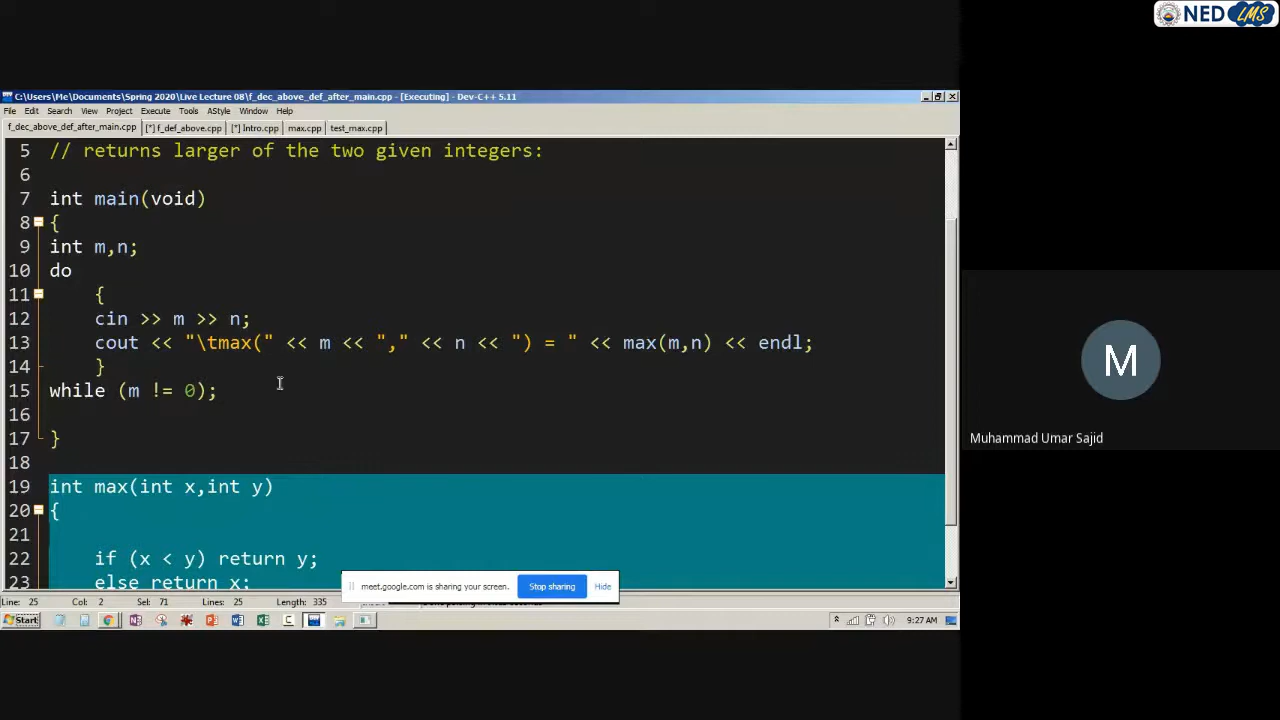 NED LMS
C:\Users\Me\Documents\Spring 2020\Live Lecture 08\f_dec_above_def_after_main.cpp - [Executing] - Dev-C++ 5.11
File Edit Search View Project Execute Tools AStyle Window Help
f_dec_above_def_after_main.cpp [*] f_def_above.cpp [*] Intro.cpp max.cpp test_max.cpp
5 // returns larger of the two given integers:
6
7 int main(void)
8 {
9 int m,n;
10 do
11 {
12 cin >> m >> n;
13 cout << "\tmax(" << m << "," << n << ") = " << max(m,n) << endl;
14 }
15 while (m != 0);
16
17 }
18
19 int max(int x,int y)
20 {
21
22 if (x < y) return y;
23 else return x;
meet.google.com is sharing your screen. Stop sharing Hide
Line: 25 Col: 2 Sel: 71 Lines: 25 Length: 335
Start 9:27 AM
M
Muhammad Umar Sajid